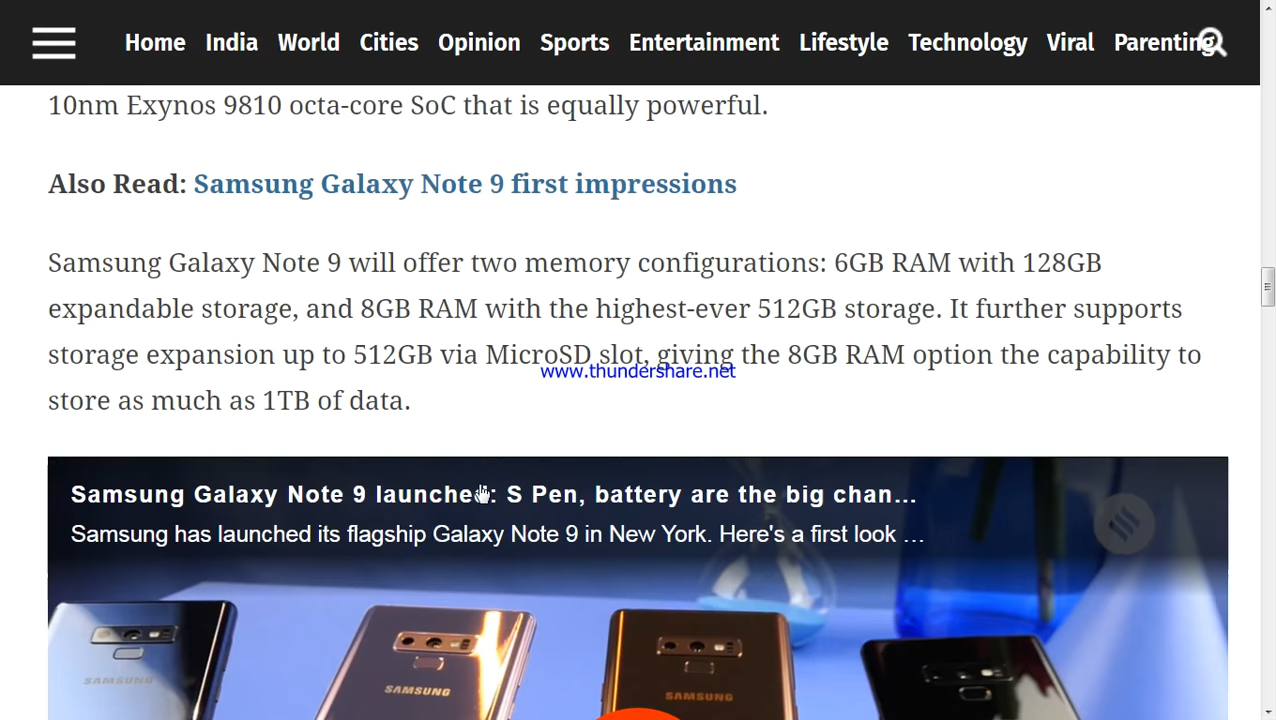 Home India World Cities Opinion Sports Entertainment Lifestyle Technology Viral Parenting
10nm Exynos 9810 octa-core SoC that is equally powerful.
Also Read: Samsung Galaxy Note 9 first impressions
Samsung Galaxy Note 9 will offer two memory configurations: 6GB RAM with 128GB
expandable storage, and 8GB RAM with the highest-ever 512GB storage. It further supports
storage expansion up to 512GB via MicroSD slot, giving the 8GB RAM option the capability to
www.thundershare.net
store as much as 1TB of data.
Samsung Galaxy Note 9 launched: S Pen, battery are the big chan...
Samsung has launched its flagship Galaxy Note 9 in New York. Here's a first look ...
SAMSUNG SAMSUNG SAMSUNG